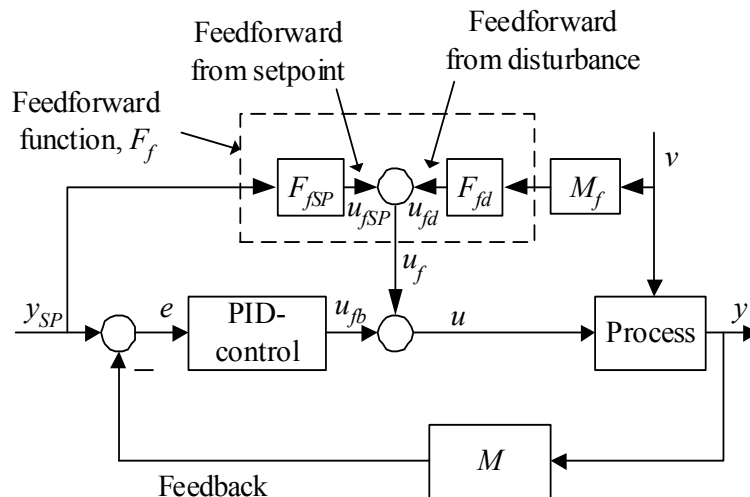 Feedforward
from setpoint
Feedforward
from disturbance
Feedforward
function, F_f
v
F_fSP
F_fd
M_f
u_fSP
u_fd
u_f
y_SP
e
PID-
control
u_fb
u
Process
y
–
M
Feedback